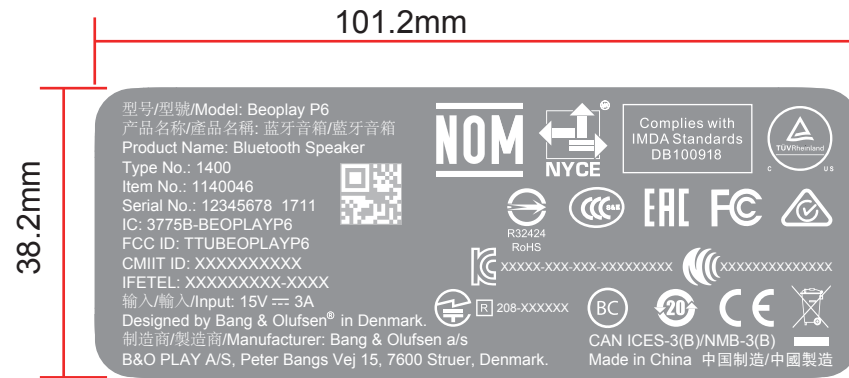 101.2mm
38.2mm
型号/型號/Model: Beoplay P6
产品名称/產品名稱: 蓝牙音箱/藍牙音箱
Product Name: Bluetooth Speaker
Type No.: 1400
Item No.: 1140046
Serial No.: 12345678 1711
IC: 3775B-BEOPLAYP6
FCC ID: TTUBEOPLAYP6
CMIIT ID: XXXXXXXXXX
IFETEL: XXXXXXXXX-XXXX
输入/輸入/Input: 15V ⎓ 3A
Designed by Bang & Olufsen® in Denmark.
制造商/製造商/Manufacturer: Bang & Olufsen a/s
B&O PLAY A/S, Peter Bangs Vej 15, 7600 Struer, Denmark.
NOM
NYCE
Complies with
IMDA Standards
DB100918
TÜVRheinland
C US
R32424
RoHS
CCC S&E
EAC
FC
XXXXX-XXX-XXX-XXXXXXXXX
XXXXXXXXXXXXXX
R 208-XXXXXX
BC
20
CE
CAN ICES-3(B)/NMB-3(B)
Made in China 中国制造/中國製造